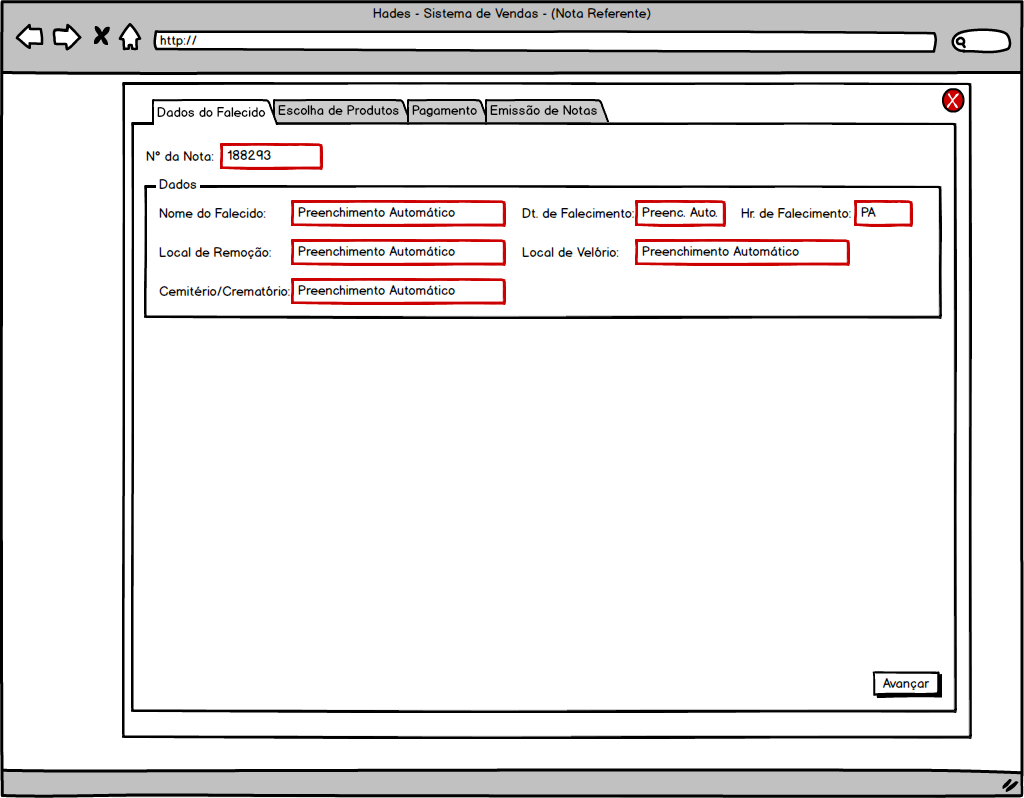 Hades - Sistema de Vendas - (Nota Referente)
http://
Dados do Falecido Escolha de Produtos Pagamento Emissão de Notas
X
N° da Nota: 188293
Dados
Nome do Falecido: Preenchimento Automático Dt. de Falecimento: Preenc. Auto. Hr. de Falecimento: PA
Local de Remoção: Preenchimento Automático Local de Velório: Preenchimento Automático
Cemitério/Crematório: Preenchimento Automático
Avançar